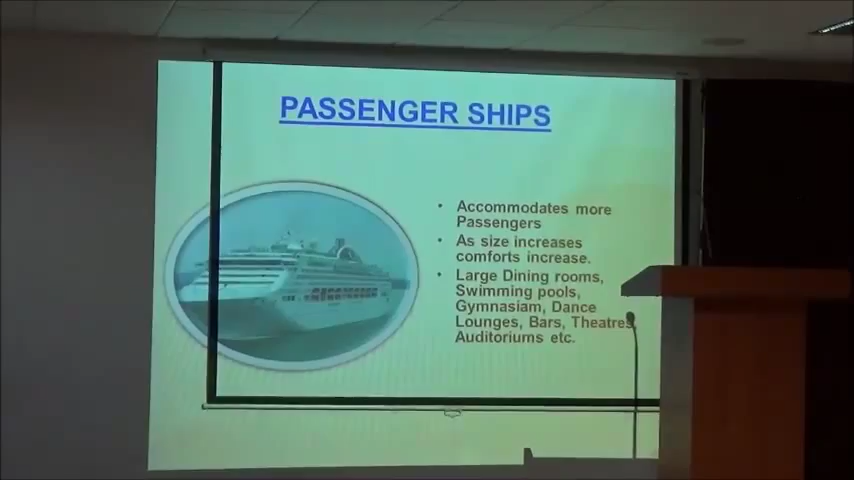 PASSENGER SHIPS
• Accommodates more
Passengers
• As size increases
comforts increase.
• Large Dining rooms,
Swimming pools,
Gymnasiam, Dance
Lounges, Bars, Theatres,
Auditoriums etc.